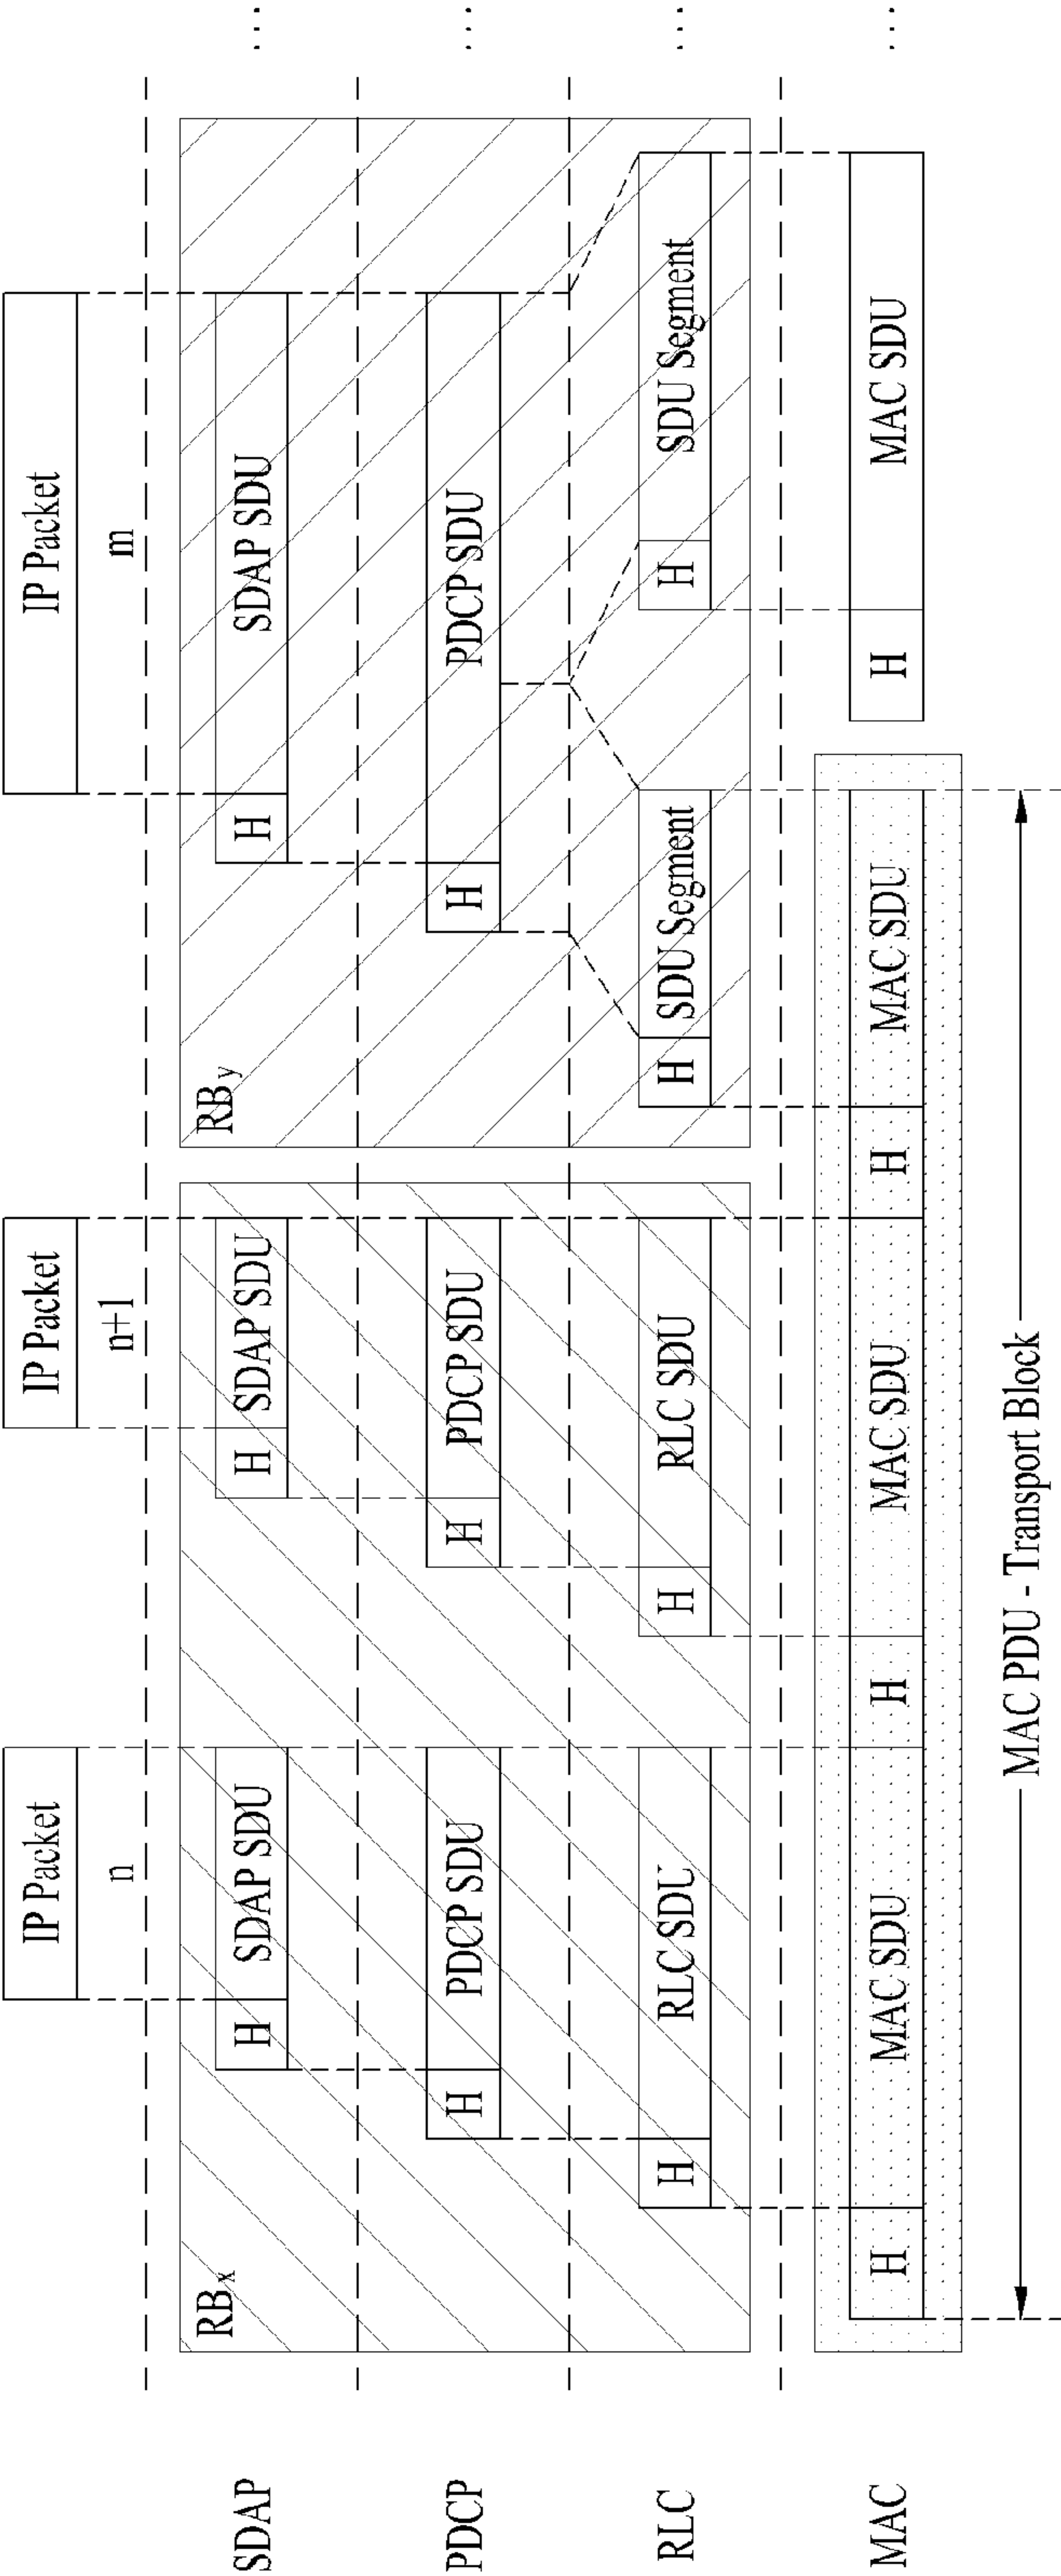 IP Packet IP Packet IP Packet
n n+1 m
RBx RBy
SDAP H SDAP SDU H SDAP SDU H SDAP SDU ...
PDCP H PDCP SDU H PDCP SDU H PDCP SDU ...
RLC H RLC SDU H RLC SDU H SDU Segment H SDU Segment ...
MAC H MAC SDU H MAC SDU H MAC SDU H MAC SDU ...
MAC PDU - Transport Block